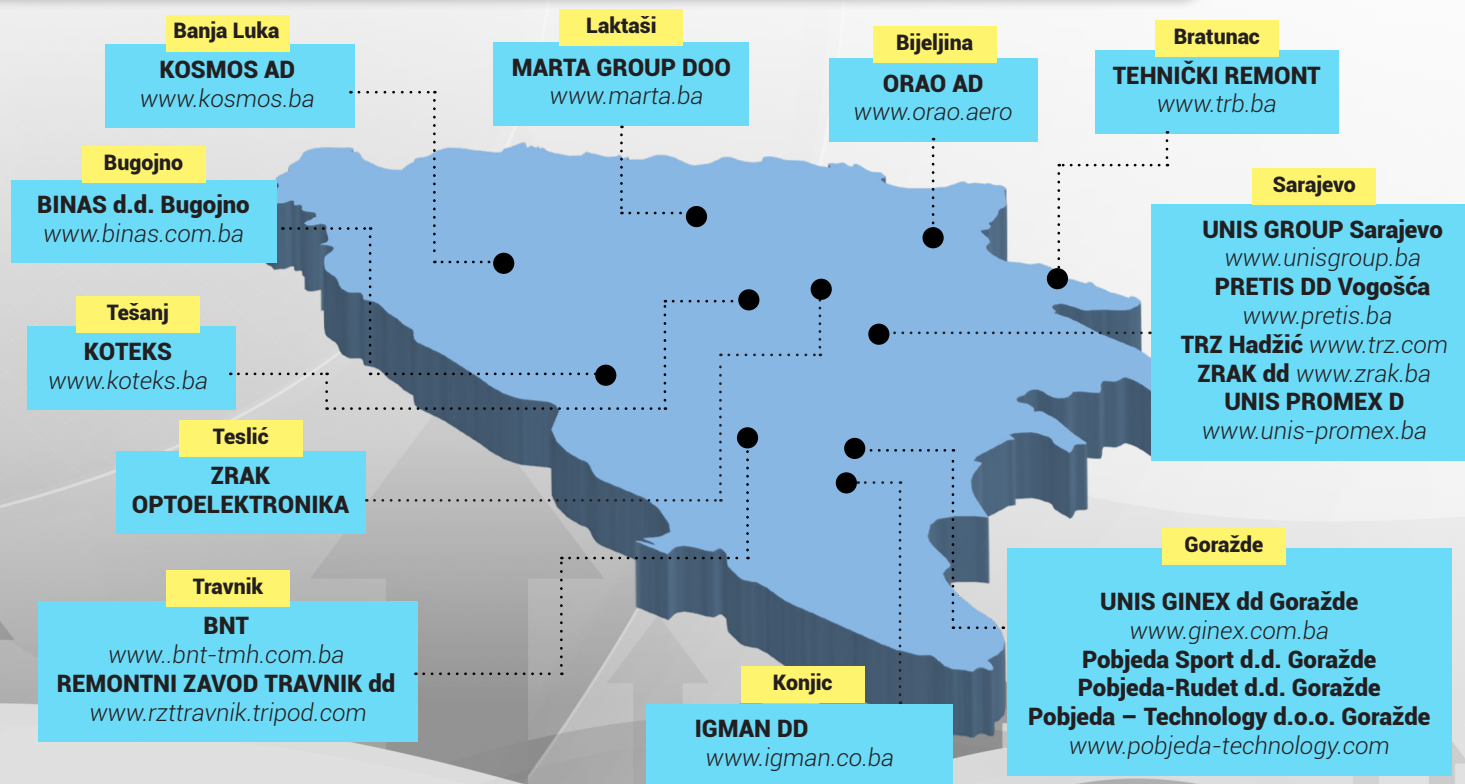 Banja Luka
KOSMOS AD
www.kosmos.ba
Laktaši
MARTA GROUP DOO
www.marta.ba
Bijeljina
ORAO AD
www.orao.aero
Bratunac
TEHNIČKI REMONT
www.trb.ba
Bugojno
BINAS d.d. Bugojno
www.binas.com.ba
Sarajevo
UNIS GROUP Sarajevo
www.unisgroup.ba
PRETIS DD Vogošća
www.pretis.ba
TRZ Hadžić www.trz.com
ZRAK dd www.zrak.ba
UNIS PROMEX D
www.unis-promex.ba
Tešanj
KOTEKS
www.koteks.ba
Teslić
ZRAK
OPTOELEKTRONIKA
Travnik
BNT
www..bnt-tmh.com.ba
REMONTNI ZAVOD TRAVNIK dd
www.rzttravnik.tripod.com
Konjic
IGMAN DD
www.igman.co.ba
Goražde
UNIS GINEX dd Goražde
www.ginex.com.ba
Pobjeda Sport d.d. Goražde
Pobjeda-Rudet d.d. Goražde
Pobjeda – Technology d.o.o. Goražde
www.pobjeda-technology.com